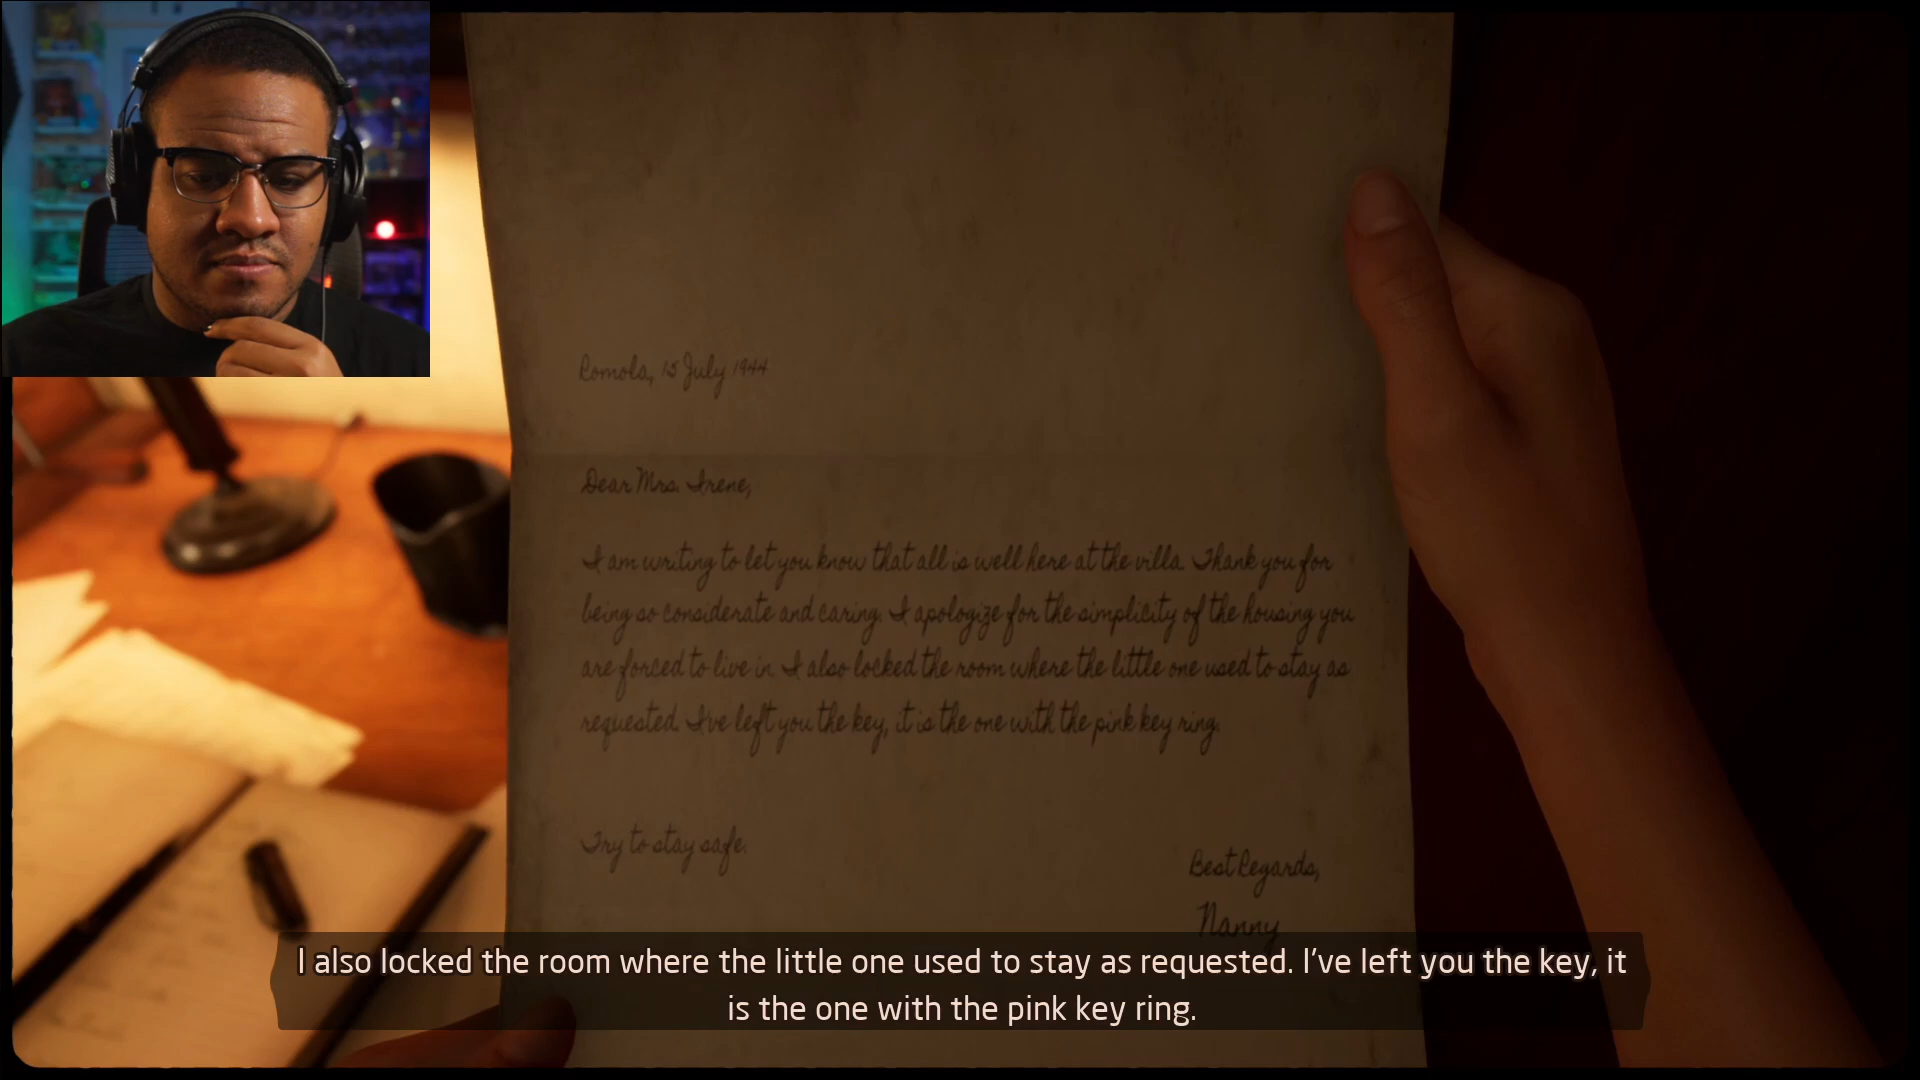 Romola, 15 July 1944
Dear Mrs. Irene,
I am writing to let you know that all is well here at the villa. Thank you for
being so considerate and caring. I apologize for the simplicity of the housing you
are forced to live in. I also locked the room where the little one used to stay as
requested. I've left you the key, it is the one with the pink key ring.
Try to stay safe.
Best Regards,
Nanny
I also locked the room where the little one used to stay as requested. I've left you the key, it
is the one with the pink key ring.